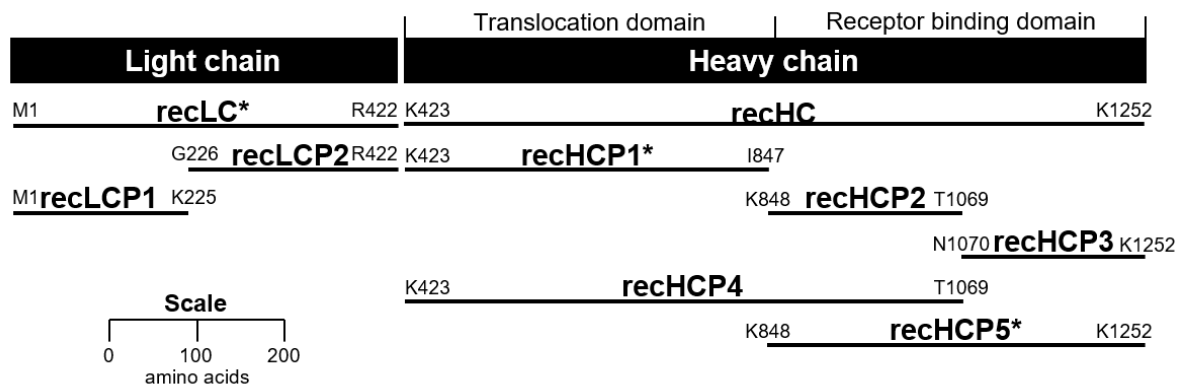 Translocation domain Receptor binding domain
Light chain Heavy chain
M1 recLC* R422 K423 recHC K1252
G226 recLCP2 R422 K423 recHCP1* I847
M1 recLCP1 K225 K848 recHCP2 T1069
N1070 recHCP3 K1252
K423 recHCP4 T1069
Scale
K848 recHCP5* K1252
0 100 200
amino acids